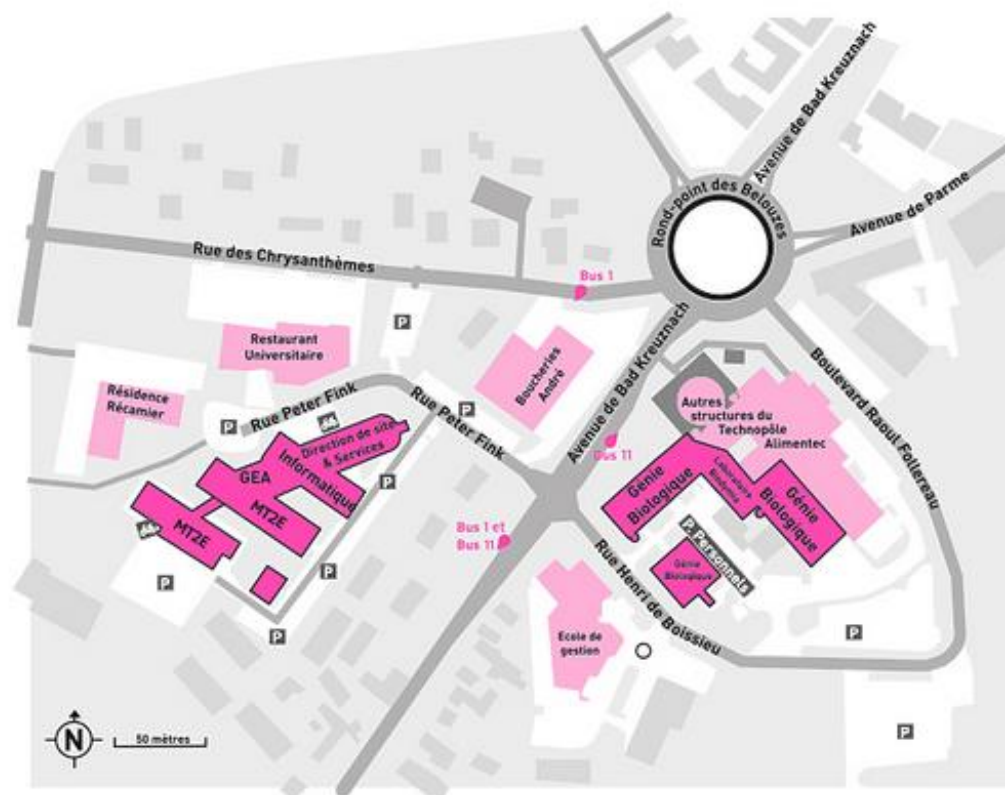 Avenue de Bad Kreuznach
Rond-point des Belouzes
Avenue de Parme
Rue des Chrysanthèmes
Bus 1
P
Restaurant
Universitaire
Boucheries
André
Avenue de Bad Kreuznach
Boulevard Raoul Follereau
Résidence
Récamier
P
Rue Peter Fink
Rue Peter Fink
P
Autres
structures du
Technopôle
Alimentec
Direction de site
& Services
Informatique
GEA
MT2E
MT2E
P
Bus 11
Génie
Biologique
Laboratoire
Génie
Biologique
Bus 1 et
Bus 11
P Personnels
Génie
Biologique
P
P
P
Rue Henri de Boissieu
Ecole de
gestion
P
P
N
50 mètres